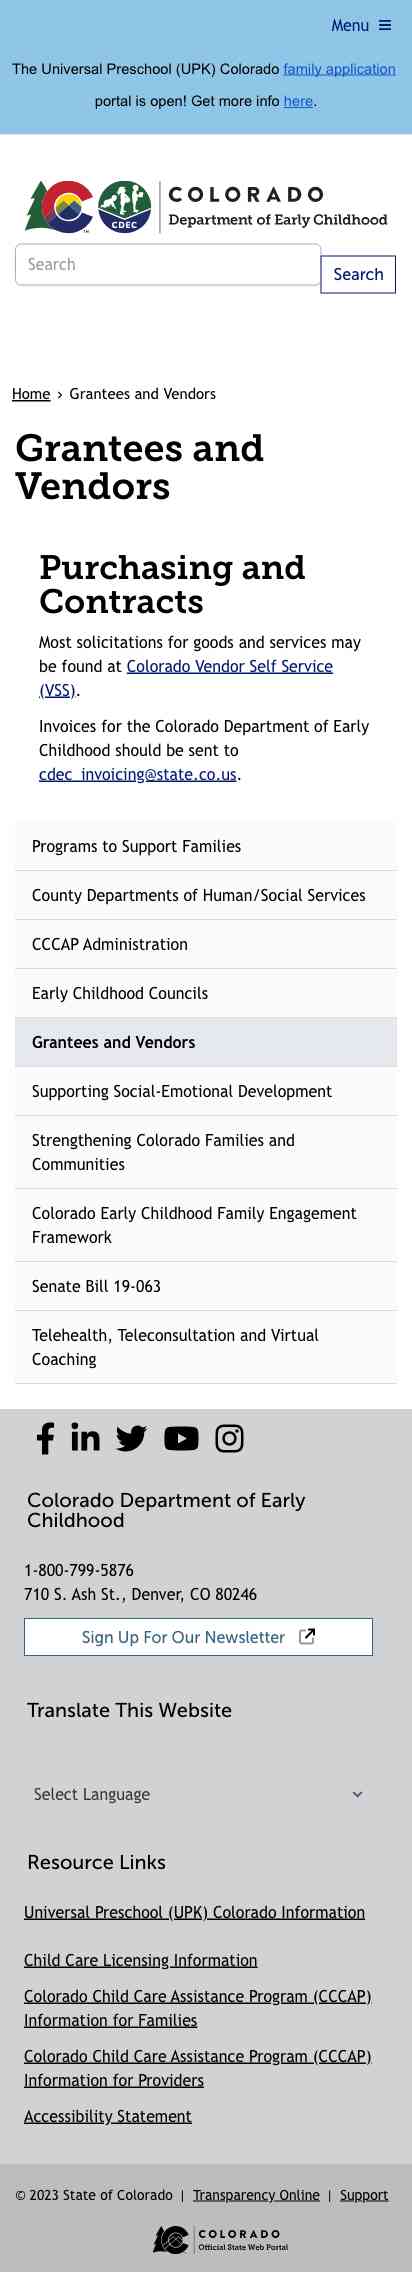 Menu
The Universal Preschool (UPK) Colorado family application
portal is open! Get more info here.
CDEC
COLORADO
Department of Early Childhood
Search
Search
Home › Grantees and Vendors
Grantees and
Vendors
Purchasing and
Contracts
Most solicitations for goods and services may
be found at Colorado Vendor Self Service
(VSS).
Invoices for the Colorado Department of Early
Childhood should be sent to
cdec_invoicing@state.co.us.
Programs to Support Families
County Departments of Human/Social Services
CCCAP Administration
Early Childhood Councils
Grantees and Vendors
Supporting Social-Emotional Development
Strengthening Colorado Families and
Communities
Colorado Early Childhood Family Engagement
Framework
Senate Bill 19-063
Telehealth, Teleconsultation and Virtual
Coaching
Colorado Department of Early
Childhood
1-800-799-5876
710 S. Ash St., Denver, CO 80246
Sign Up For Our Newsletter
Translate This Website
Select Language
Resource Links
Universal Preschool (UPK) Colorado Information
Child Care Licensing Information
Colorado Child Care Assistance Program (CCCAP)
Information for Families
Colorado Child Care Assistance Program (CCCAP)
Information for Providers
Accessibility Statement
© 2023 State of Colorado | Transparency Online | Support
COLORADO
Official State Web Portal